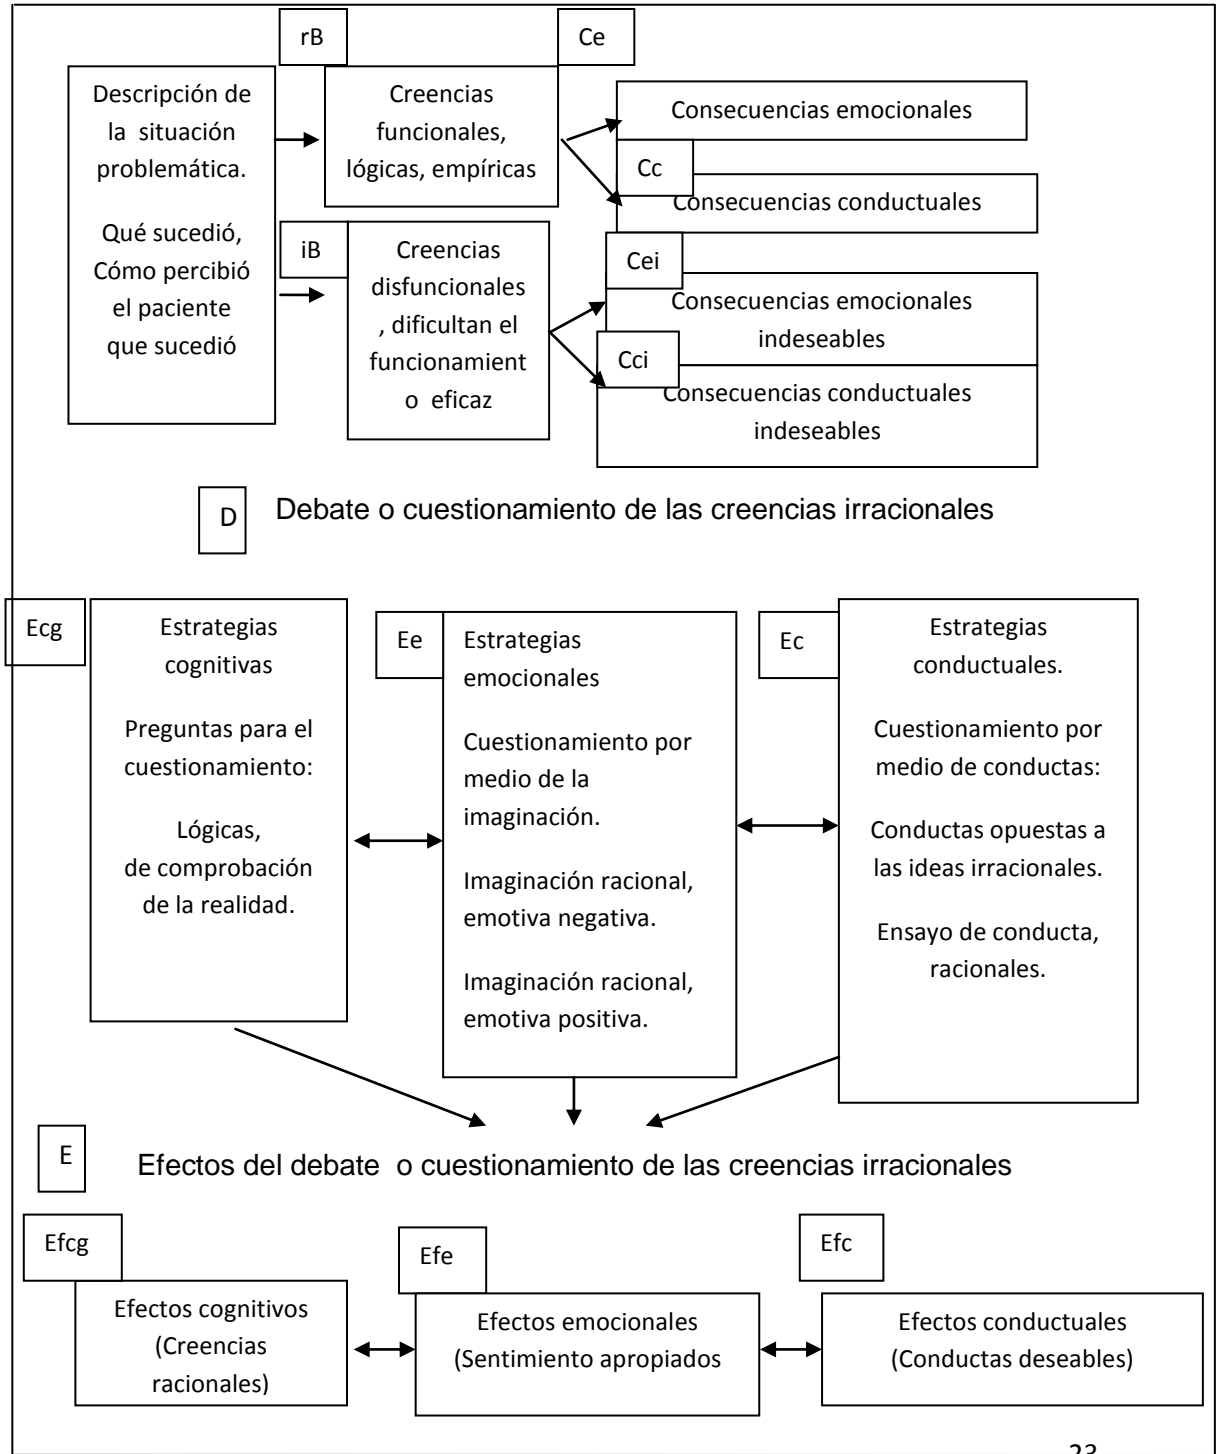 rB
Ce
Descripción de
la situación
problemática.
Qué sucedió,
Cómo percibió
el paciente
que sucedió
Creencias
funcionales,
lógicas, empíricas
Consecuencias emocionales
Cc
Consecuencias conductuales
iB
Creencias
disfuncionales
, dificultan el
funcionamient
o eficaz
Cei
Consecuencias emocionales
indeseables
Cci
Consecuencias conductuales
indeseables
D
Debate o cuestionamiento de las creencias irracionales
Ecg
Estrategias
cognitivas
Preguntas para el
cuestionamiento:
Lógicas,
de comprobación
de la realidad.
Ee
Estrategias
emocionales
Cuestionamiento por
medio de la
imaginación.
Imaginación racional,
emotiva negativa.
Imaginación racional,
emotiva positiva.
Ec
Estrategias
conductuales.
Cuestionamiento por
medio de conductas:
Conductas opuestas a
las ideas irracionales.
Ensayo de conducta,
racionales.
E
Efectos del debate o cuestionamiento de las creencias irracionales
Efcg
Efectos cognitivos
(Creencias
racionales)
Efe
Efectos emocionales
(Sentimiento apropiados
Efc
Efectos conductuales
(Conductas deseables)
23